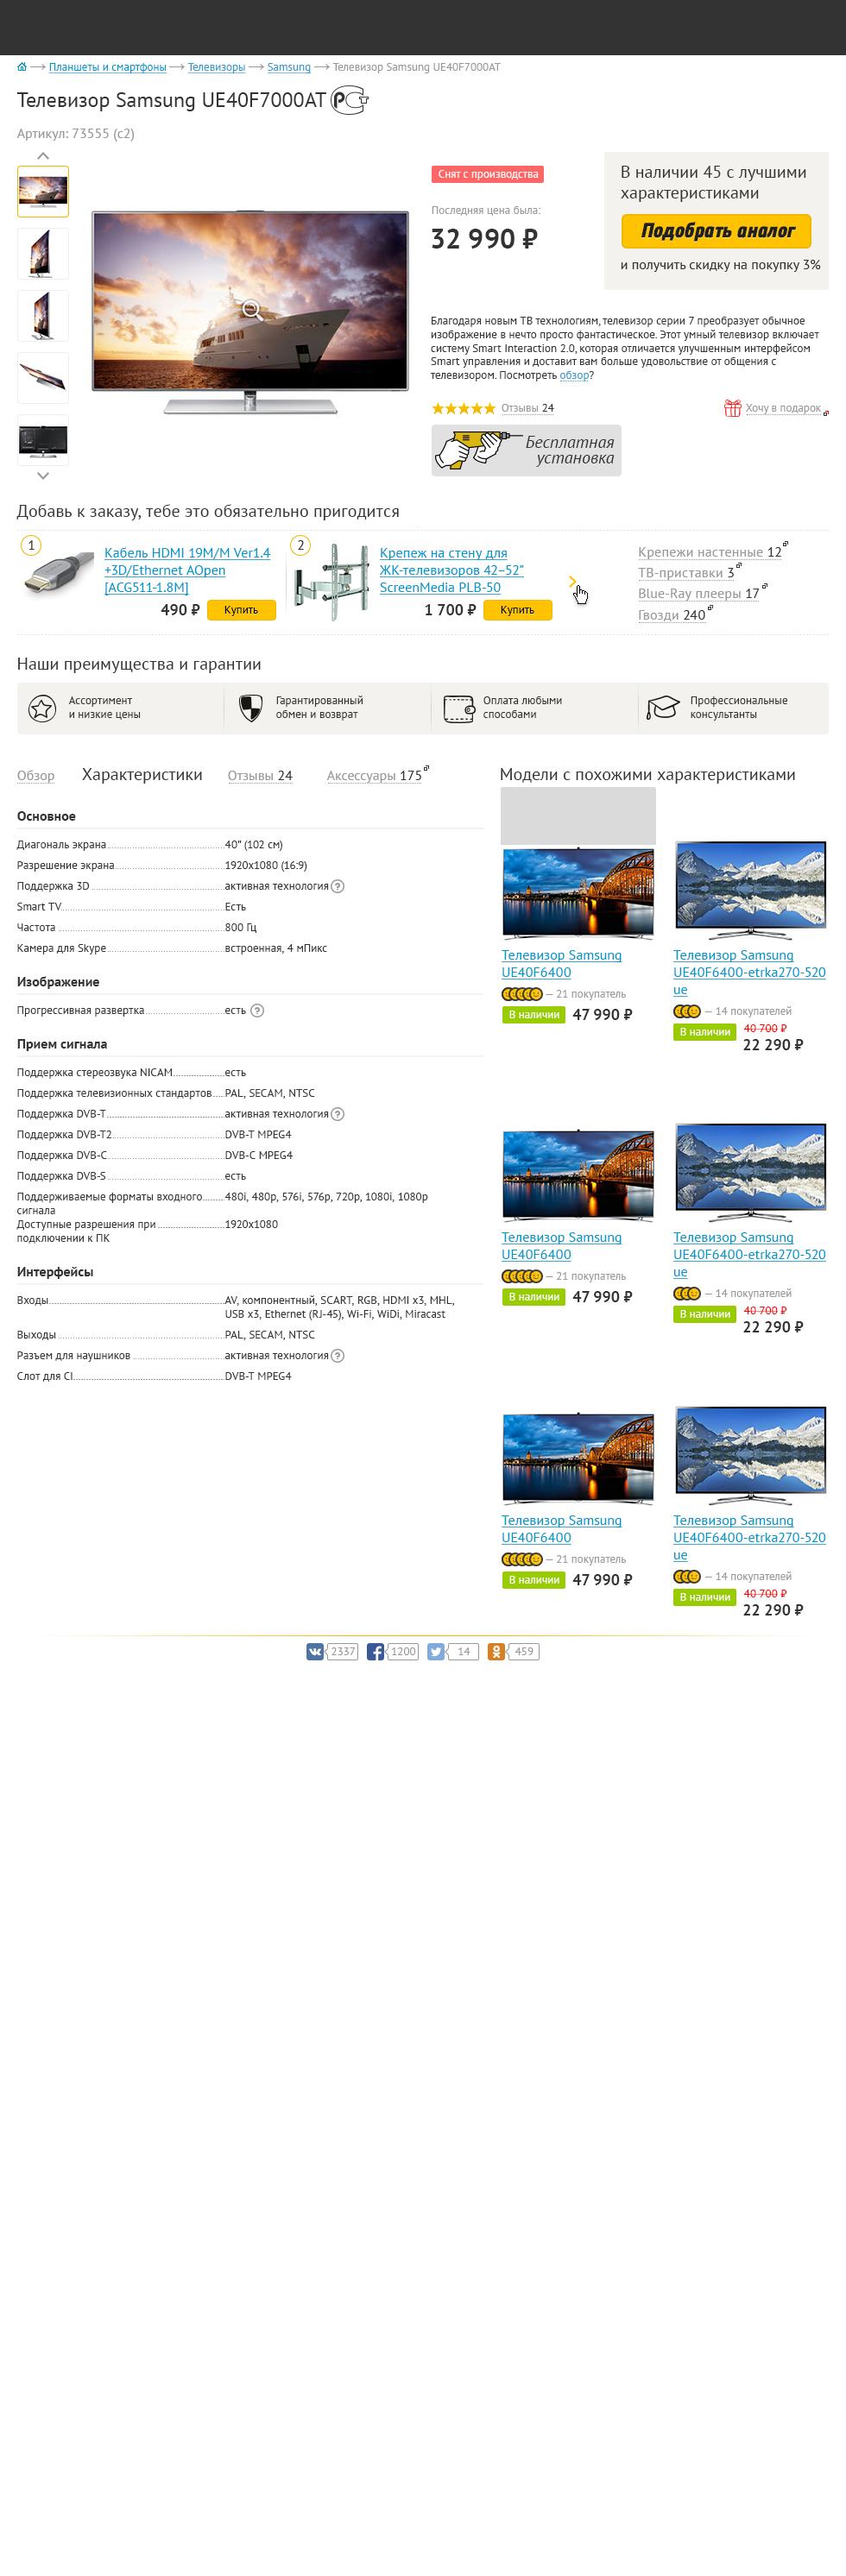 Планшеты и смартфоны Телевизоры Samsung Телевизор Samsung UE40F7000AT
Телевизор Samsung UE40F7000AT
Артикул: 73555 (с2)
Снят с производства
Последняя цена была:
32 990 ₽
В наличии 45 с лучшими
характеристиками
Подобрать аналог
и получить скидку на покупку 3%
Благодаря новым ТВ технологиям, телевизор серии 7 преобразует обычное
изображение в нечто просто фантастическое. Этот умный телевизор включает
систему Smart Interaction 2.0, которая отличается улучшенным интерфейсом
Smart управления и доставит вам больше удовольствие от общения с
телевизором. Посмотреть обзор?
Отзывы 24
Хочу в подарок
Бесплатная
установка
Добавь к заказу, тебе это обязательно пригодится
1
Кабель HDMI 19M/M Ver1.4
+3D/Ethernet AOpen
[ACG511-1.8M]
490 ₽ Купить
2
Крепеж на стену для
ЖК-телевизоров 42–52"
ScreenMedia PLB-50
1 700 ₽ Купить
Крепежи настенные 12
ТВ-приставки 3
Blue-Ray плееры 17
Гвозди 240
Наши преимущества и гарантии
Ассортимент
и низкие цены
Гарантированный
обмен и возврат
Оплата любыми
способами
Профессиональные
консультанты
Обзор Характеристики Отзывы 24 Аксессуары 175
Основное
Диагональ экрана 40" (102 см)
Разрешение экрана 1920x1080 (16:9)
Поддержка 3D активная технология ?
Smart TV Есть
Частота 800 Гц
Камера для Skype встроенная, 4 мПикс
Изображение
Прогрессивная развертка есть ?
Прием сигнала
Поддержка стереозвука NICAM есть
Поддержка телевизионных стандартов PAL, SECAM, NTSC
Поддержка DVB-T активная технология ?
Поддержка DVB-T2 DVB-T MPEG4
Поддержка DVB-C DVB-C MPEG4
Поддержка DVB-S есть
Поддерживаемые форматы входного 480i, 480p, 576i, 576p, 720p, 1080i, 1080p
сигнала
Доступные разрешения при 1920x1080
подключении к ПК
Интерфейсы
Входы AV, компонентный, SCART, RGB, HDMI x3, MHL,
USB x3, Ethernet (RJ-45), Wi-Fi, WiDi, Miracast
Выходы PAL, SECAM, NTSC
Разъем для наушников активная технология ?
Слот для CI DVB-T MPEG4
Модели с похожими характеристиками
Телевизор Samsung
UE40F6400
— 21 покупатель
В наличии 47 990 ₽
Телевизор Samsung
UE40F6400-etrka270-520
ue
— 14 покупателей
В наличии 40 700 ₽
22 290 ₽
Телевизор Samsung
UE40F6400
— 21 покупатель
В наличии 47 990 ₽
Телевизор Samsung
UE40F6400-etrka270-520
ue
— 14 покупателей
В наличии 40 700 ₽
22 290 ₽
Телевизор Samsung
UE40F6400
— 21 покупатель
В наличии 47 990 ₽
Телевизор Samsung
UE40F6400-etrka270-520
ue
— 14 покупателей
В наличии 40 700 ₽
22 290 ₽
2337 1200 14 459